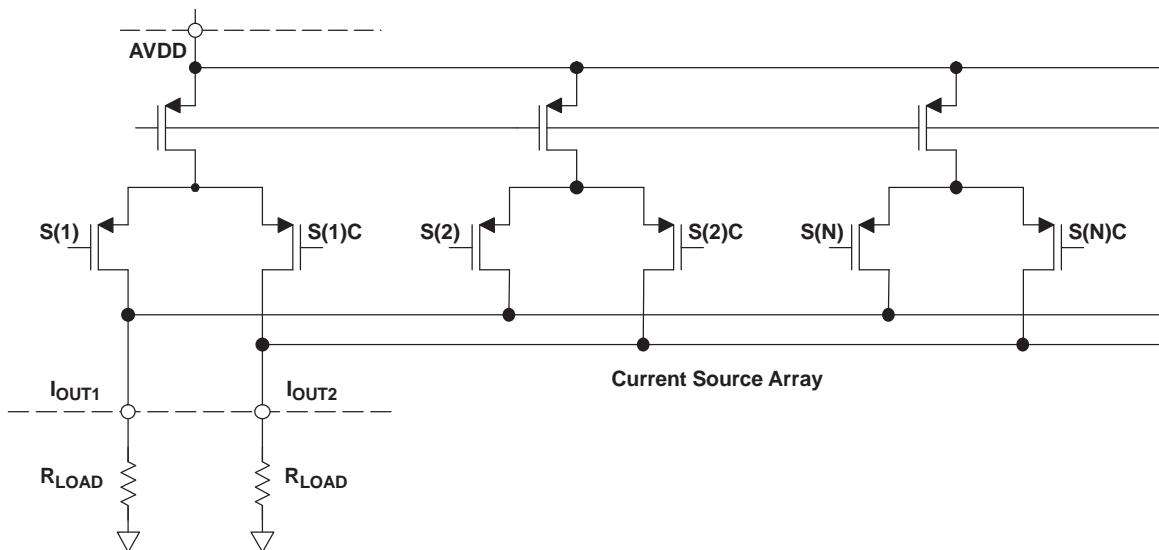 AVDD
S(1)
S(1)C
S(2)
S(2)C
S(N)
S(N)C
Current Source Array
IOUT1
IOUT2
RLOAD
RLOAD